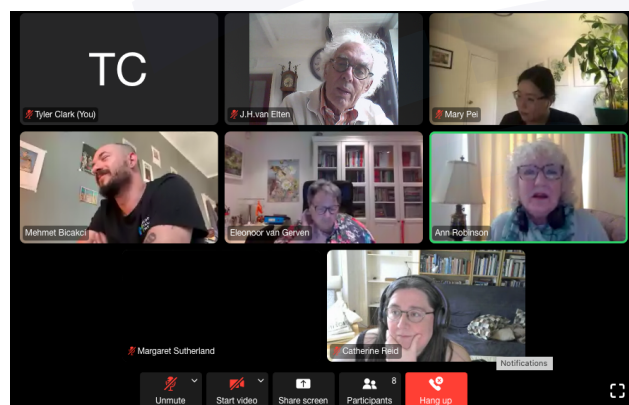 TC
Tyler Clark (You)
J.H.van Elten
Mary Pei
Mehmet Bicakci
Eleonoor van Gerven
Ann Robinson
Margaret Sutherland
Catherine Reid
Notifications
8
Unmute
Start video
Share screen
Participants
Hang up